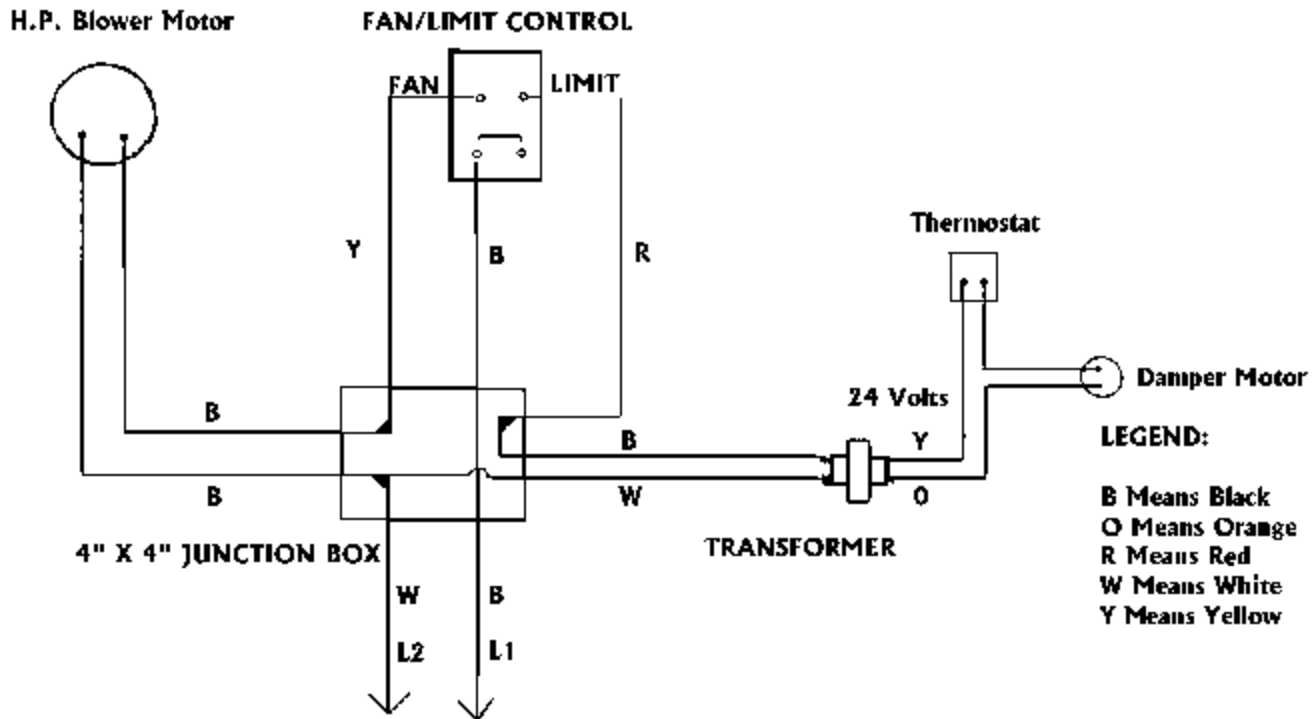 H.P. Blower Motor
FAN/LIMIT CONTROL
FAN
LIMIT
Y
B
R
Thermostat
Damper Motor
24 Volts
B
B
B
W
Y
O
4" X 4" JUNCTION BOX
TRANSFORMER
W
B
L2
L1
LEGEND:
B Means Black
O Means Orange
R Means Red
W Means White
Y Means Yellow